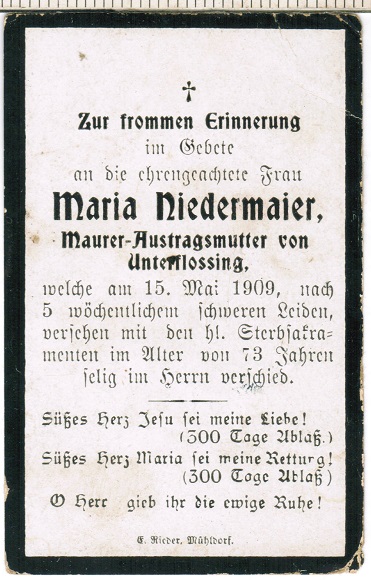 Zur frommen Erinnerung
im Gebete
an die ehrengeachtete Frau
Maria Niedermaier,
Maurer-Austragsmutter von
Unterflossing,
welche am 15. Mai 1909, nach
5 wöchentlichem schweren Leiden,
versehen mit den hl. Sterbsakra-
menten im Alter von 73 Jahren
selig im Herrn verschied.
Süßes Herz Jesu sei meine Liebe!
(300 Tage Ablaß.)
Süßes Herz Maria sei meine Rettung!
(300 Tage Ablaß)
O Herr gieb ihr die ewige Ruhe!
E. Rieder, Mühldorf.